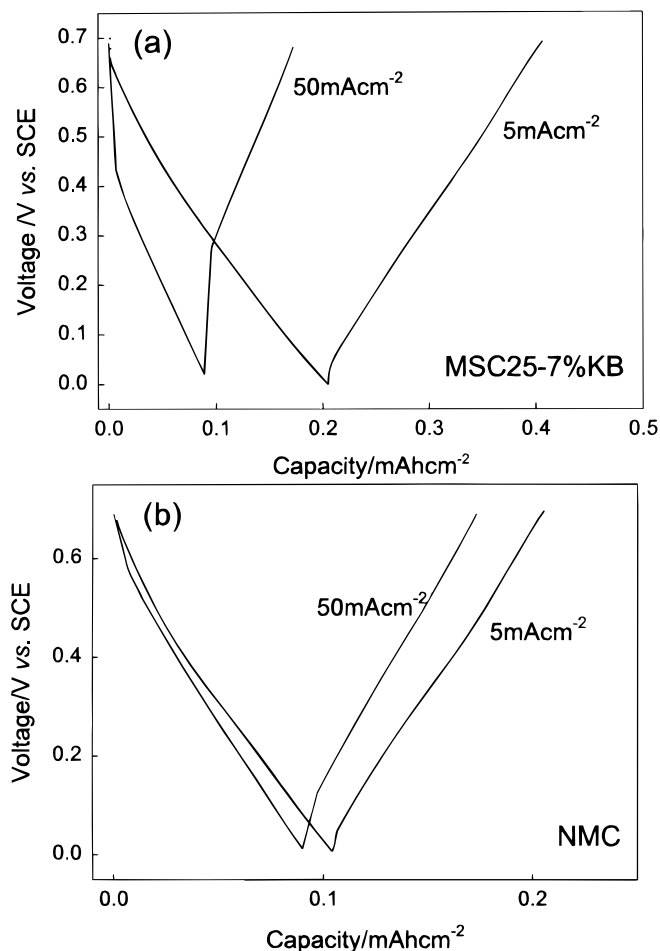 (a)
0.7
0.6
0.5
0.4
0.3
0.2
0.1
0.0
Voltage /V vs. SCE
50mAcm⁻²
5mAcm⁻²
MSC25-7%KB
0.0 0.1 0.2 0.3 0.4 0.5
Capacity/mAhcm⁻²
(b)
0.6
0.4
0.2
0.0
Voltage/V vs. SCE
50mAcm⁻²
5mAcm⁻²
NMC
0.0 0.1 0.2
Capacity/mAhcm⁻²